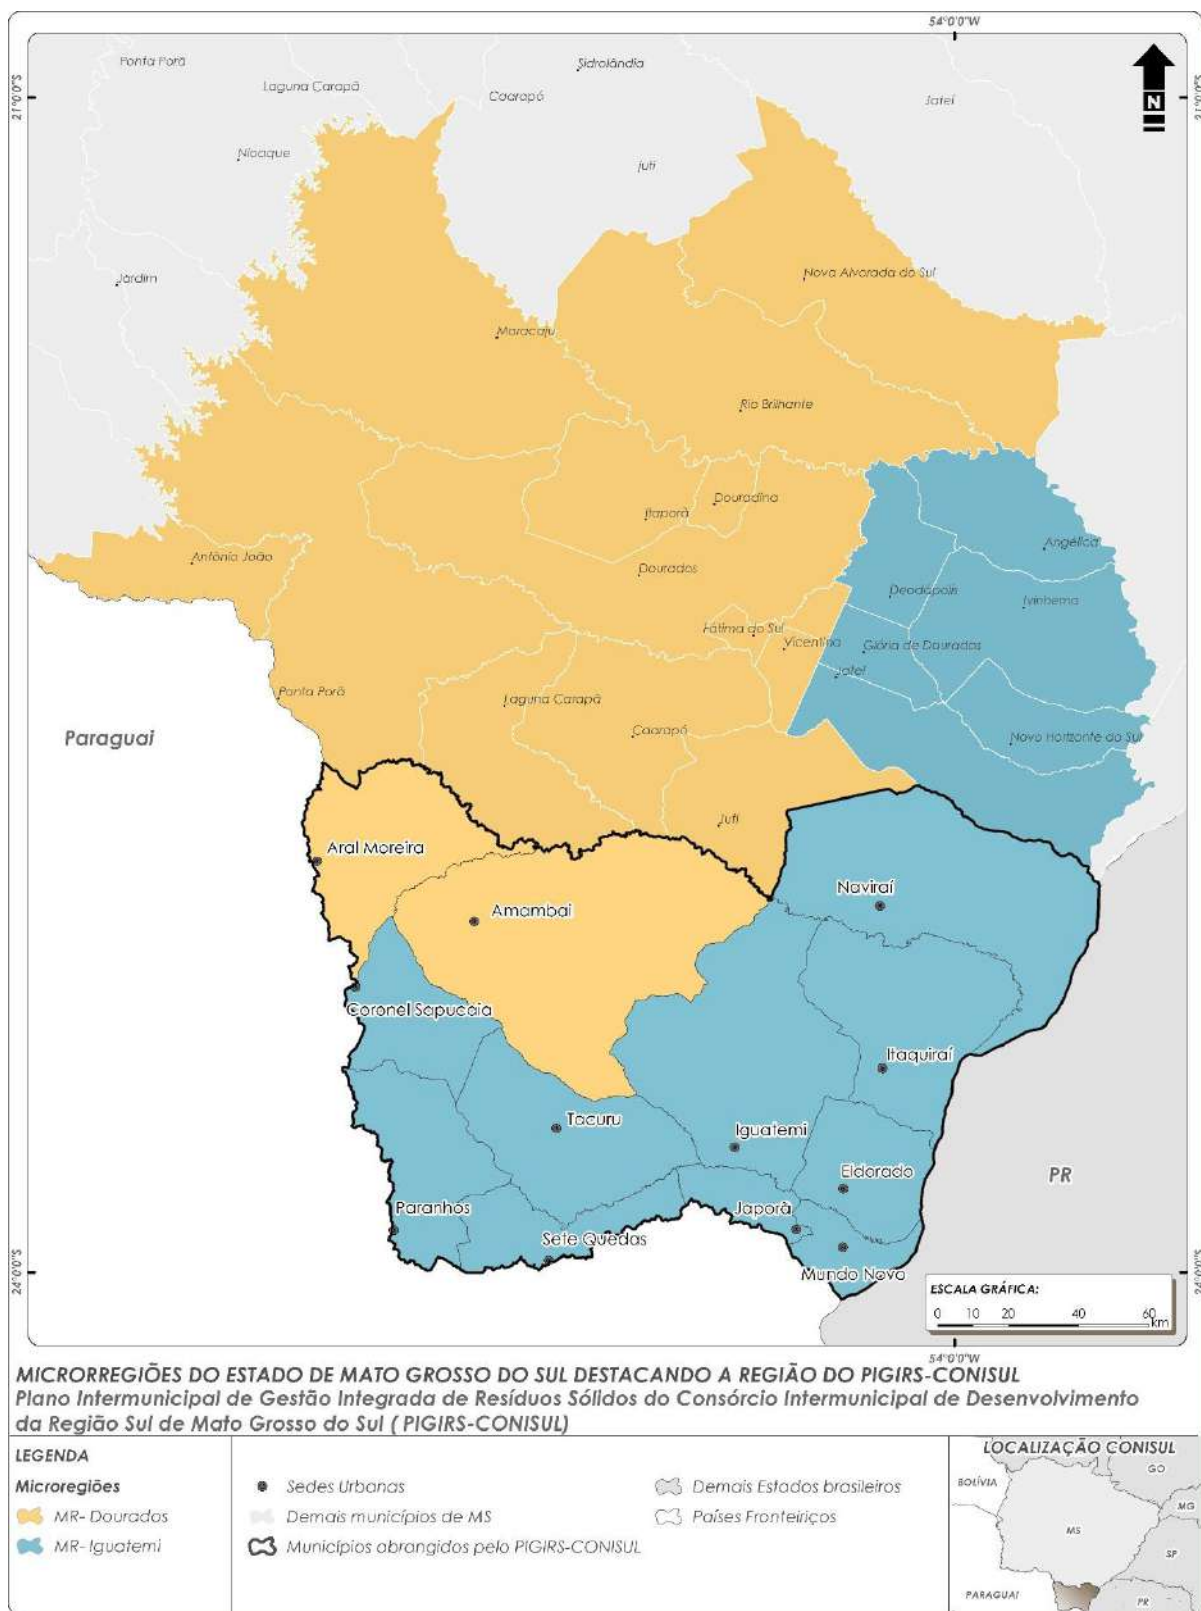 54°0'0"W
Ponta Porã
Sidrolândia
Laguna Carapã
Caarapó
Jateí
21°0'0"S
21°0'0"S
N
Nioaque
juti
Jardim
Nova Alvorada do Sul
Maracaju
Rio Brilhante
Douradina
Itaporã
Angélica
Antônio João
Dourados
Deodápolis
Ivinhema
Fátima do Sul
Vicentina
Glória de Dourados
Jateí
Ponta Porã
Laguna Carapã
Caarapó
Novo Horizonte do Sul
Paraguai
Juti
Aral Moreira
Naviraí
Amambai
Coronel Sapucaia
Itaquiraí
Tacuru
Iguatemi
Eldorado
PR
Paranhos
Japorã
Sete Quedas
Mundo Novo
24°0'0"S
24°0'0"S
ESCALA GRÁFICA:
0 10 20 40 60
km
54°0'0"W
MICRORREGIÕES DO ESTADO DE MATO GROSSO DO SUL DESTACANDO A REGIÃO DO PIGIRS-CONISUL
Plano Intermunicipal de Gestão Integrada de Resíduos Sólidos do Consórcio Intermunicipal de Desenvolvimento
da Região Sul de Mato Grosso do Sul ( PIGIRS-CONISUL)
LEGENDA
Microregiões
MR- Dourados
MR- Iguatemi
Sedes Urbanas
Demais municípios de MS
Municípios abrangidos pelo PIGIRS-CONISUL
Demais Estados brasileiros
Países Fronteiriços
LOCALIZAÇÃO CONISUL
BOLÍVIA
GO
MG
MS
SP
PARAGUAI
PR